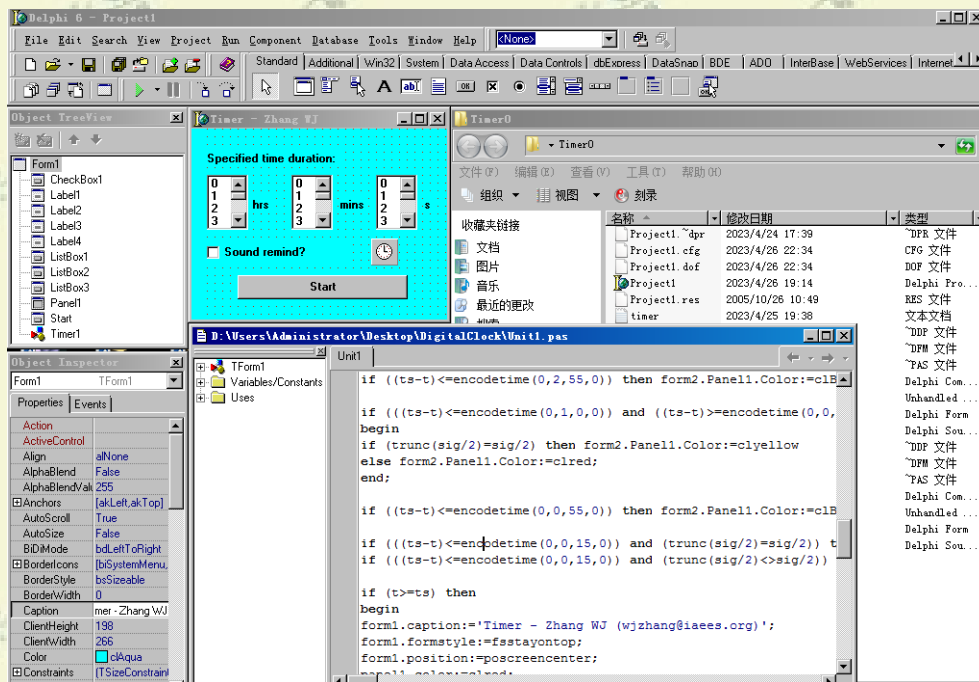 Delphi 6 - Project1
File Edit Search View Project Run Component Database Tools Window Help <None>
Standard Additional Win32 System Data Access Data Controls dbExpress DataSnap BDE ADO InterBase WebServices Internet
Object TreeView
Form1
CheckBox1
Label1
Label2
Label3
Label4
ListBox1
ListBox2
ListBox3
Panel1
Start
Timer1
Timer - Zhang WJ
Specified time duration:
0 0 0
1 1 1
2 hrs 2 mins 2 s
3 3 3
Sound remind?
Start
Timer0
Timer0
文件(F) 编辑(E) 查看(V) 工具(T) 帮助(H)
组织 视图 刻录
收藏夹链接
文档
图片
音乐
最近的更改
名称 修改日期 类型
Project1.~dpr 2023/4/24 17:39 ~DPR 文件
Project1.cfg 2023/4/26 22:34 CFG 文件
Project1.dof 2023/4/26 22:34 DOF 文件
Project1 2023/4/26 19:14 Delphi Pro...
Project1.res 2005/10/26 10:49 RES 文件
timer 2023/4/25 19:38 文本文档
~DDP 文件
~DFM 文件
~PAS 文件
Delphi Com...
Unhandled ...
Delphi Form
Delphi Sou...
~DDP 文件
~DFM 文件
~PAS 文件
Delphi Com...
Unhandled ...
Delphi Form
Delphi Sou...
Object Inspector
Form1 TForm1
Properties Events
Action
ActiveControl
Align alNone
AlphaBlend False
AlphaBlendVal 255
Anchors [akLeft,akTop]
AutoScroll True
AutoSize False
BiDiMode bdLeftToRight
BorderIcons [biSystemMenu,
BorderStyle bsSizeable
BorderWidth 0
Caption mer - Zhang WJ
ClientHeight 198
ClientWidth 266
Color clAqua
Constraints (TSizeConstraint
D:\Users\Administrator\Desktop\DigitalClock\Unit1.pas
TForm1
Variables/Constants
Uses
Unit1
if ((ts-t)<=encodetime(0,2,55,0)) then form2.Panel1.Color:=clB
if (((ts-t)<=encodetime(0,1,0,0)) and ((ts-t)>=encodetime(0,0,
begin
if (trunc(sig/2)=sig/2) then form2.Panel1.Color:=clyellow
else form2.Panel1.Color:=clred;
end;
if ((ts-t)<=encodetime(0,0,55,0)) then form2.Panel1.Color:=clB
if (((ts-t)<=encodetime(0,0,15,0)) and (trunc(sig/2)=sig/2)) t
if (((ts-t)<=encodetime(0,0,15,0)) and (trunc(sig/2)<>sig/2))
if (t>=ts) then
begin
form1.caption:='Timer - Zhang WJ (wjzhang@iaees.org)';
form1.formstyle:=fsstayontop;
form1.position:=poscreencenter;
panel1.color:=clred;